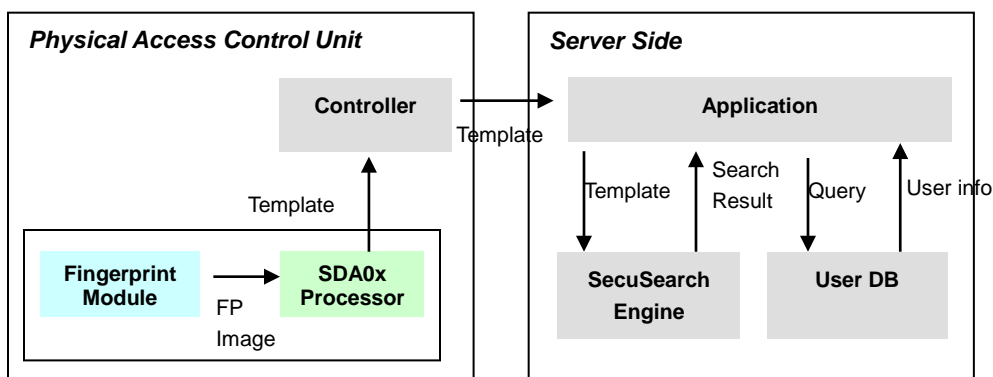 Physical Access Control Unit
Controller
Template
Template
Fingerprint
Module
FP
Image
SDA0x
Processor
Server Side
Application
Template
Search
Result
Query
User info
SecuSearch
Engine
User DB